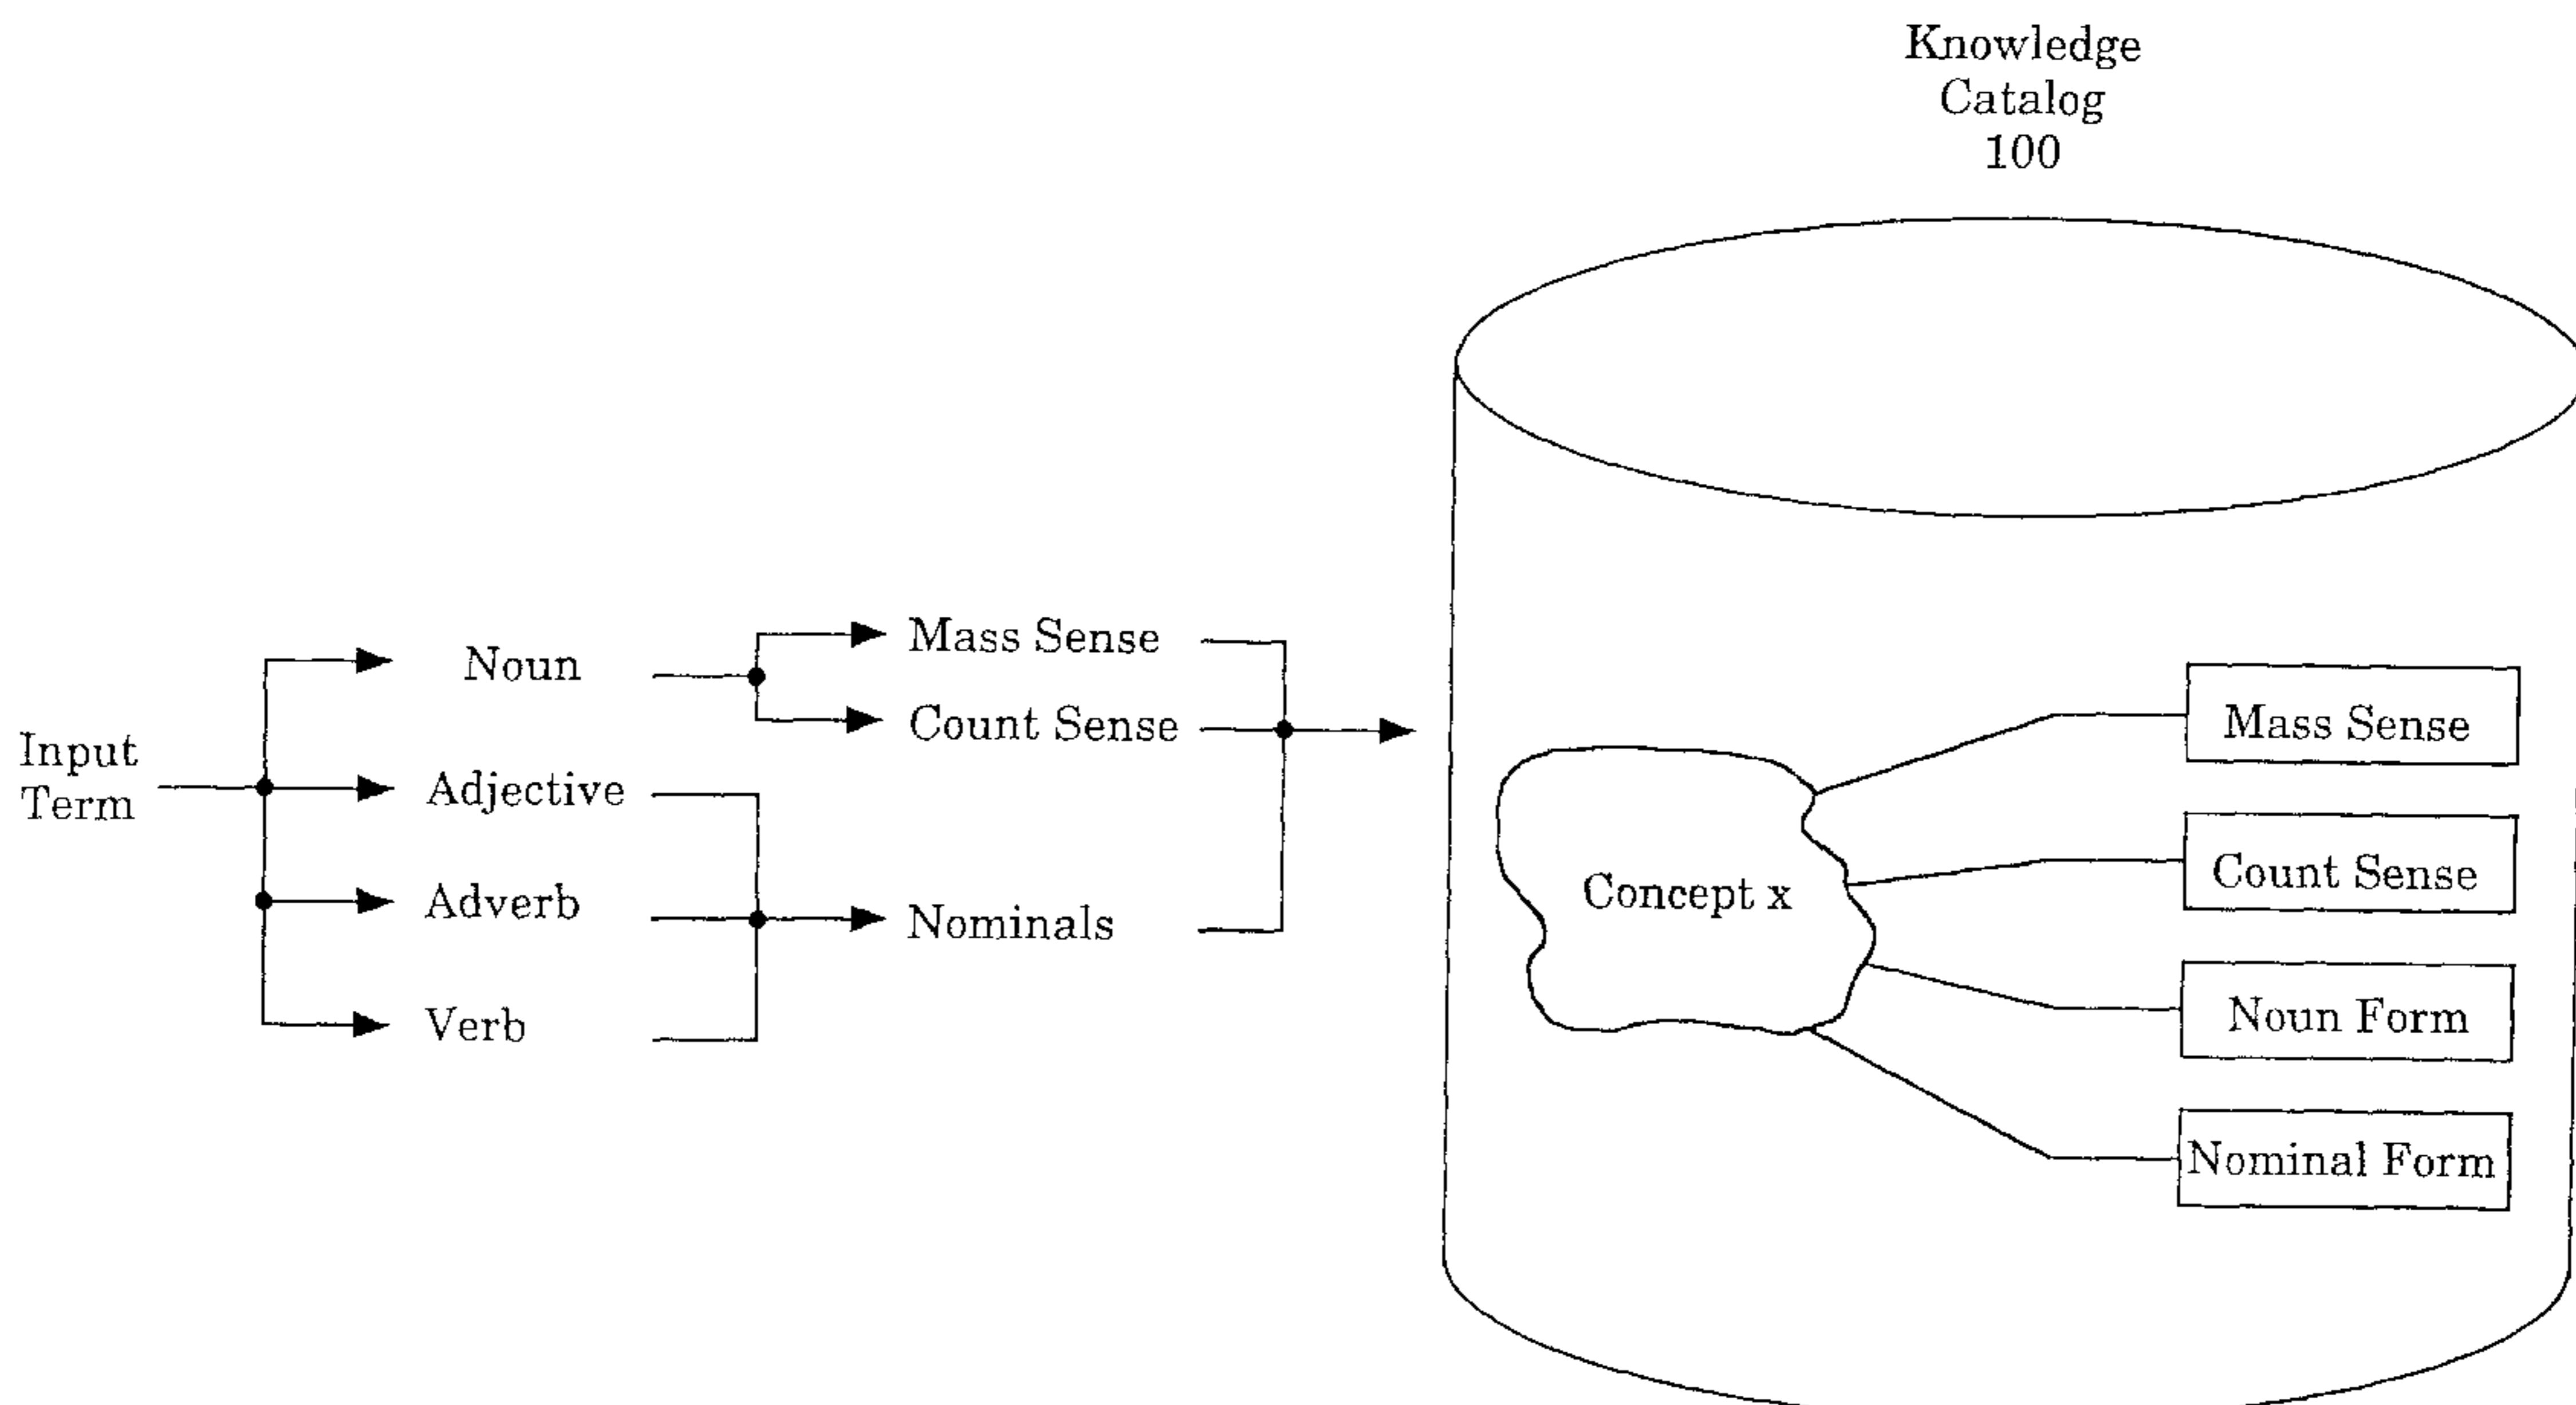 Knowledge
Catalog
100
Input
Term
Noun
Adjective
Adverb
Verb
Mass Sense
Count Sense
Nominals
Concept x
Mass Sense
Count Sense
Noun Form
Nominal Form